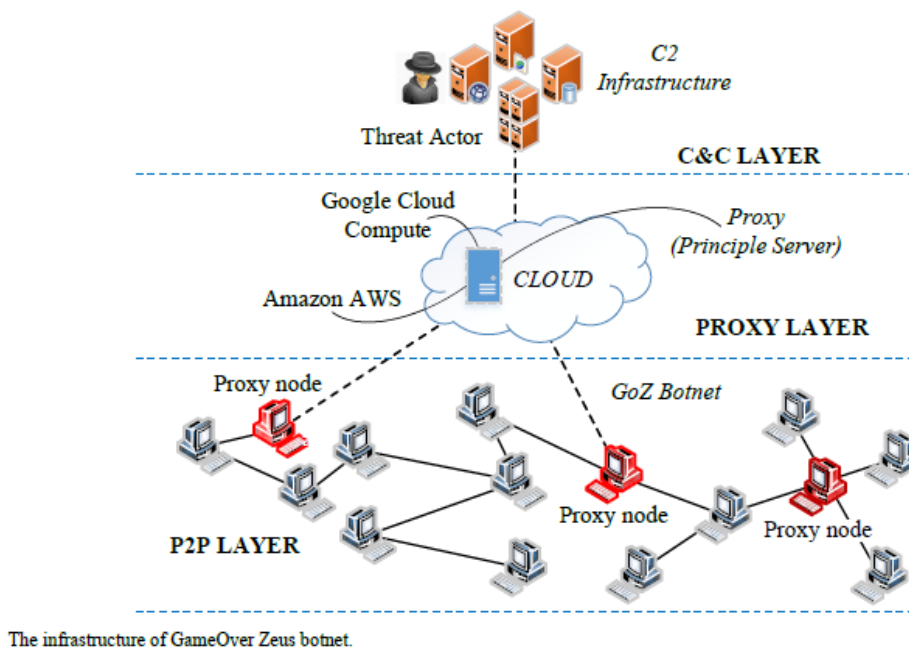 C2
Infrastructure
Threat Actor
C&C LAYER
Google Cloud
Compute
Proxy
(Principle Server)
CLOUD
Amazon AWS
PROXY LAYER
Proxy node
GoZ Botnet
Proxy node
Proxy node
P2P LAYER
The infrastructure of GameOver Zeus botnet.